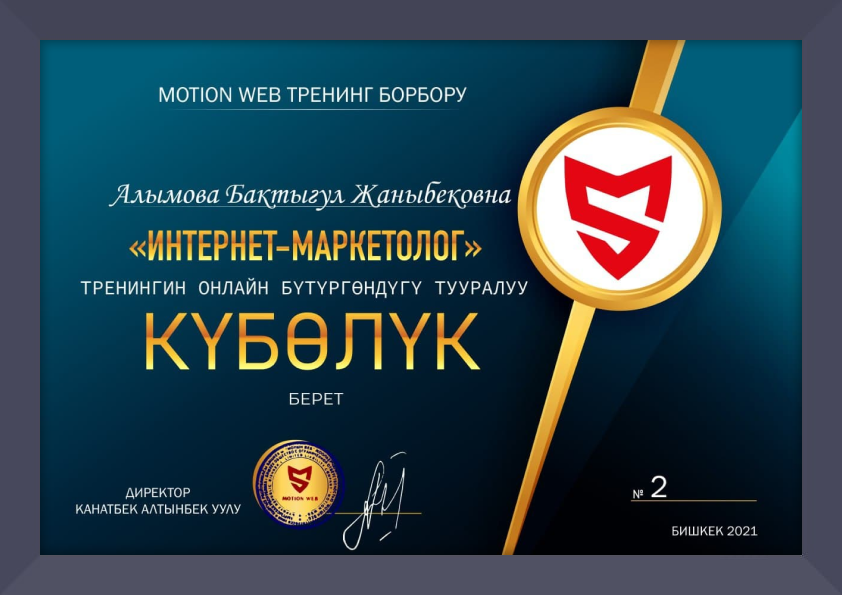 MOTION WEB ТРЕНИНГ БОРБОРУ
Алымова Бактыгул Жаныбековна
«ИНТЕРНЕТ-МАРКЕТОЛОГ»
ТРЕНИНГИН ОНЛАЙН БҮТҮРГӨНДҮГҮ ТУУРАЛУУ
КҮБӨЛҮК
БЕРЕТ
ДИРЕКТОР
КАНАТБЕК АЛТЫНБЕК УУЛУ
MOTION WEB
№ 2
БИШКЕК 2021